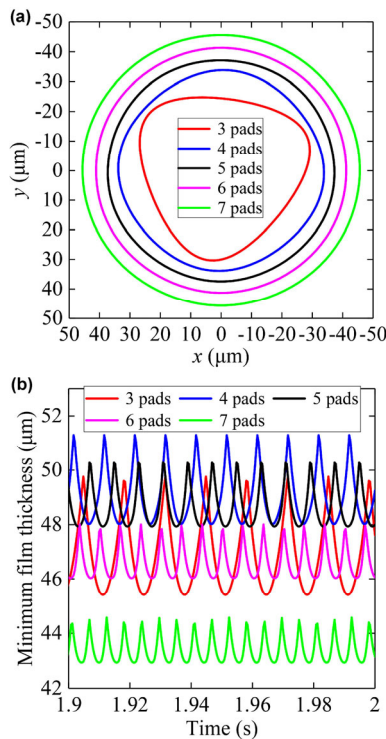 (a)
-50
-40
-30
-20
-10
0
10
20
30
40
50
y (μm)
3 pads
4 pads
5 pads
6 pads
7 pads
50 40 30 20 10 0 -10 -20 -30 -40 -50
x (μm)
(b)
3 pads 4 pads 5 pads
6 pads 7 pads
52
50
48
46
44
42
Minimum film thickness (μm)
1.9 1.92 1.94 1.96 1.98 2
Time (s)